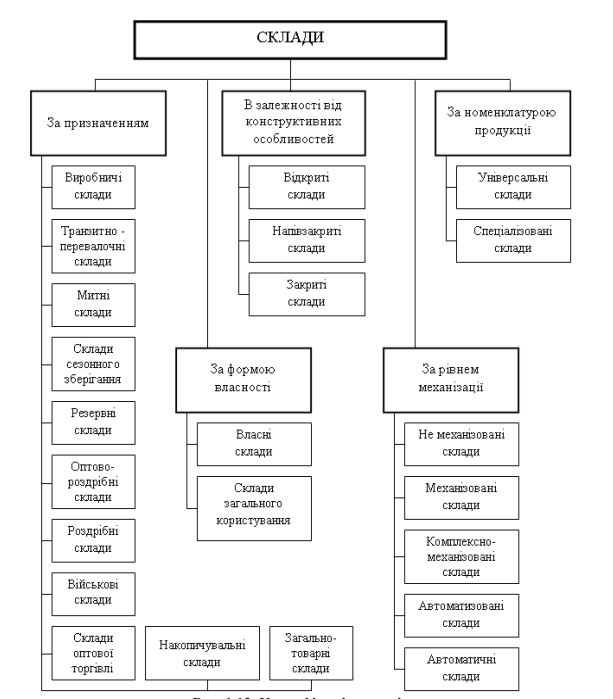 СКЛАДИ
За призначенням
В залежності від
конструктивних
особливостей
За номенклатурою
продукції
Виробничі
склади
Транзитно -
перевалочні
склади
Митні
склади
Склади
сезонного
зберігання
Резервні
склади
Оптово-
роздрібні
склади
Роздрібні
склади
Військові
склади
Склади
оптової
торгівлі
Накопичувальні
склади
Загально-
товарні
склади
Відкриті
склади
Напівзакриті
склади
Закриті
склади
Універсальні
склади
Спеціалізовані
склади
За формою
власності
Власні
склади
Склади
загального
користування
За рівнем
механізації
Не механізовані
склади
Механізовані
склади
Комплексно-
механізовані
склади
Автоматизовані
склади
Автоматичні
склади